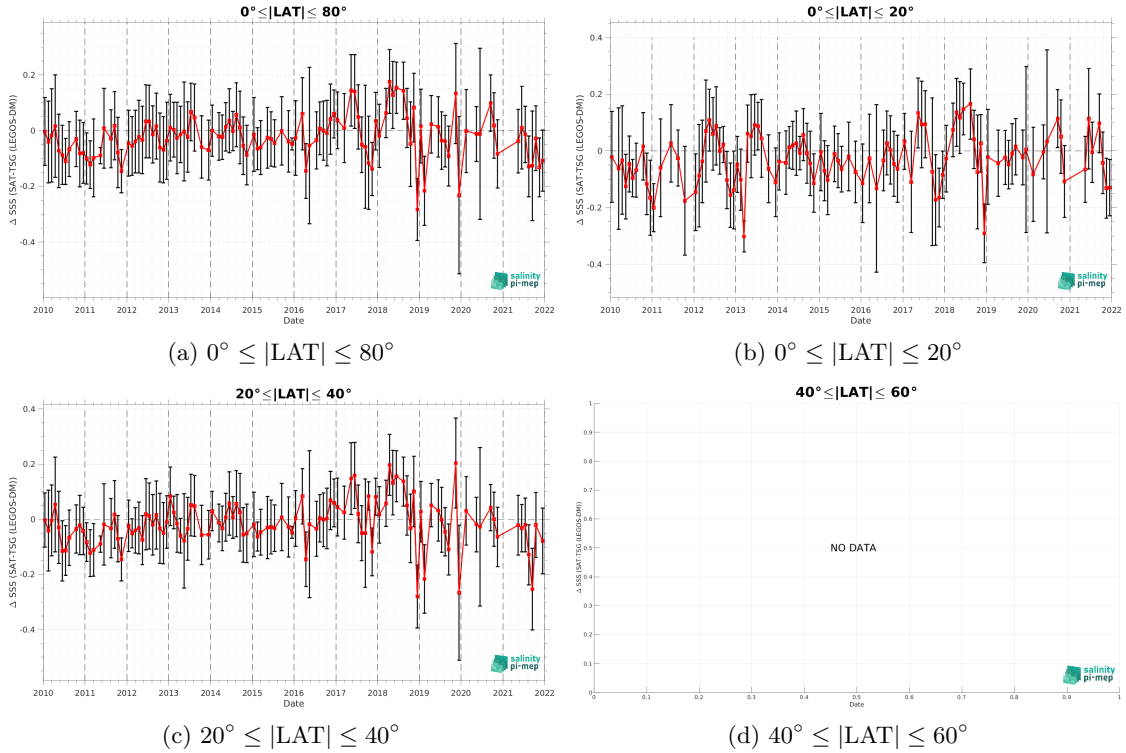 0°≤|LAT|≤ 80°
Δ SSS (SAT-TSG (LEGOS-DM))
0.2
0
-0.2
-0.4
2010 2011 2012 2013 2014 2015 2016 2017 2018 2019 2020 2021 2022
Date
salinity
pi-mep
(a) 0° ≤ |LAT| ≤ 80°
0°≤|LAT|≤ 20°
Δ SSS (SAT-TSG (LEGOS-DM))
0.4
0.2
0
-0.2
-0.4
2010 2011 2012 2013 2014 2015 2016 2017 2018 2019 2020 2021 2022
Date
salinity
pi-mep
(b) 0° ≤ |LAT| ≤ 20°
20°≤|LAT|≤ 40°
Δ SSS (SAT-TSG (LEGOS-DM))
0.4
0.2
0
-0.2
-0.4
2010 2011 2012 2013 2014 2015 2016 2017 2018 2019 2020 2021 2022
Date
salinity
pi-mep
(c) 20° ≤ |LAT| ≤ 40°
40°≤|LAT|≤ 60°
Δ SSS (SAT-TSG (LEGOS-DM))
1
0.9
0.8
0.7
0.6
0.5
0.4
0.3
0.2
0.1
0
NO DATA
0 0.1 0.2 0.3 0.4 0.5 0.6 0.7 0.8 0.9 1
Date
salinity
pi-mep
(d) 40° ≤ |LAT| ≤ 60°